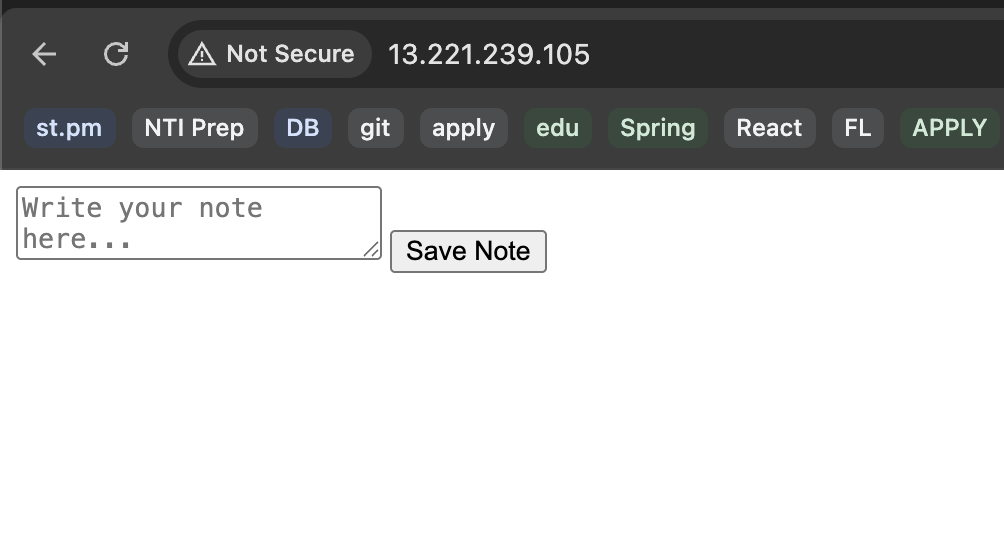 Not Secure 13.221.239.105
st.pm NTI Prep DB git apply edu Spring React FL APPLY
Write your note
here...
Save Note